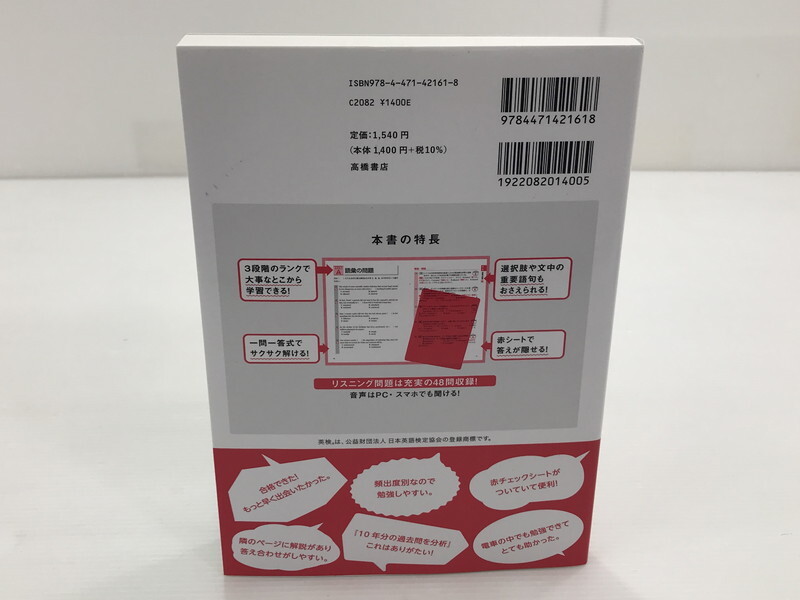 ISBN978-4-471-42161-8
C2082 ¥1400E
定価:1,540円
(本体1,400円+税10%)
高橋書店
9784471421618
1922082014005
本書の特長
3段階のランクで
大事なとこから
学習できる!
語彙の問題
選択肢や文中の
重要語句も
おさえられる!
一問一答式で
サクサク解ける!
赤シートで
答えが隠せる!
リスニング問題は充実の48問収録!
音声はPC・スマホでも聞ける!
英検®は、公益財団法人 日本英語検定協会の登録商標です。
合格できた!
もっと早く出会いたかった。
頻出度別なので
勉強しやすい。
赤チェックシートが
ついていて便利!
隣のページに解説があり
答え合わせがしやすい。
『10年分の過去問を分析』
これはありがたい!
電車の中でも勉強できて
とても助かった。